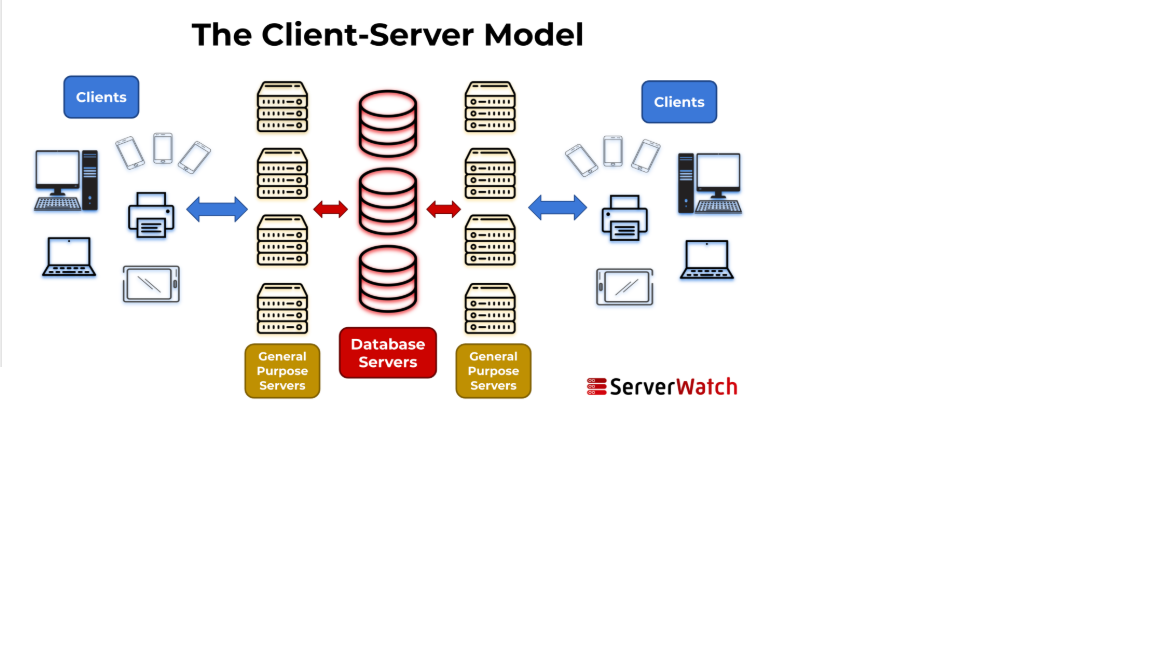 The Client-Server Model
Clients
Clients
General
Purpose
Servers
Database
Servers
General
Purpose
Servers
ServerWatch